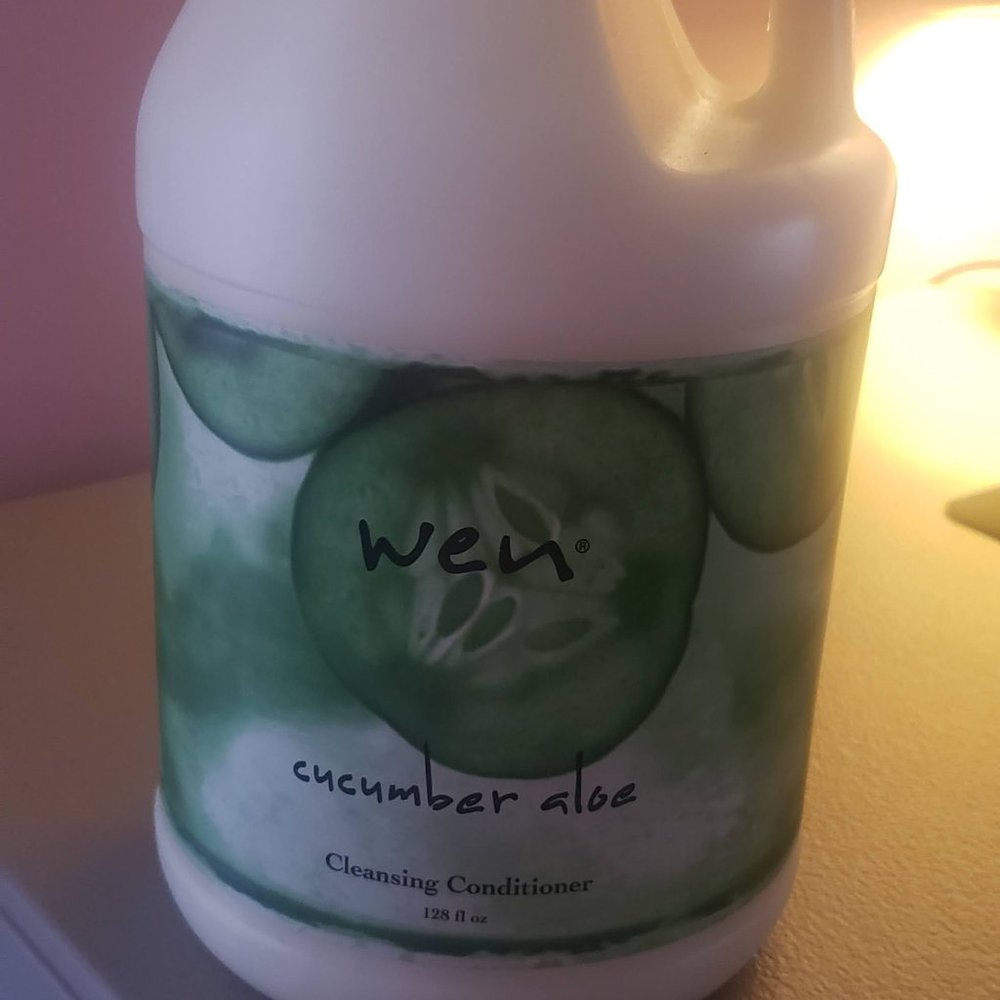 wen®
cucumber aloe
Cleansing Conditioner
128 fl oz